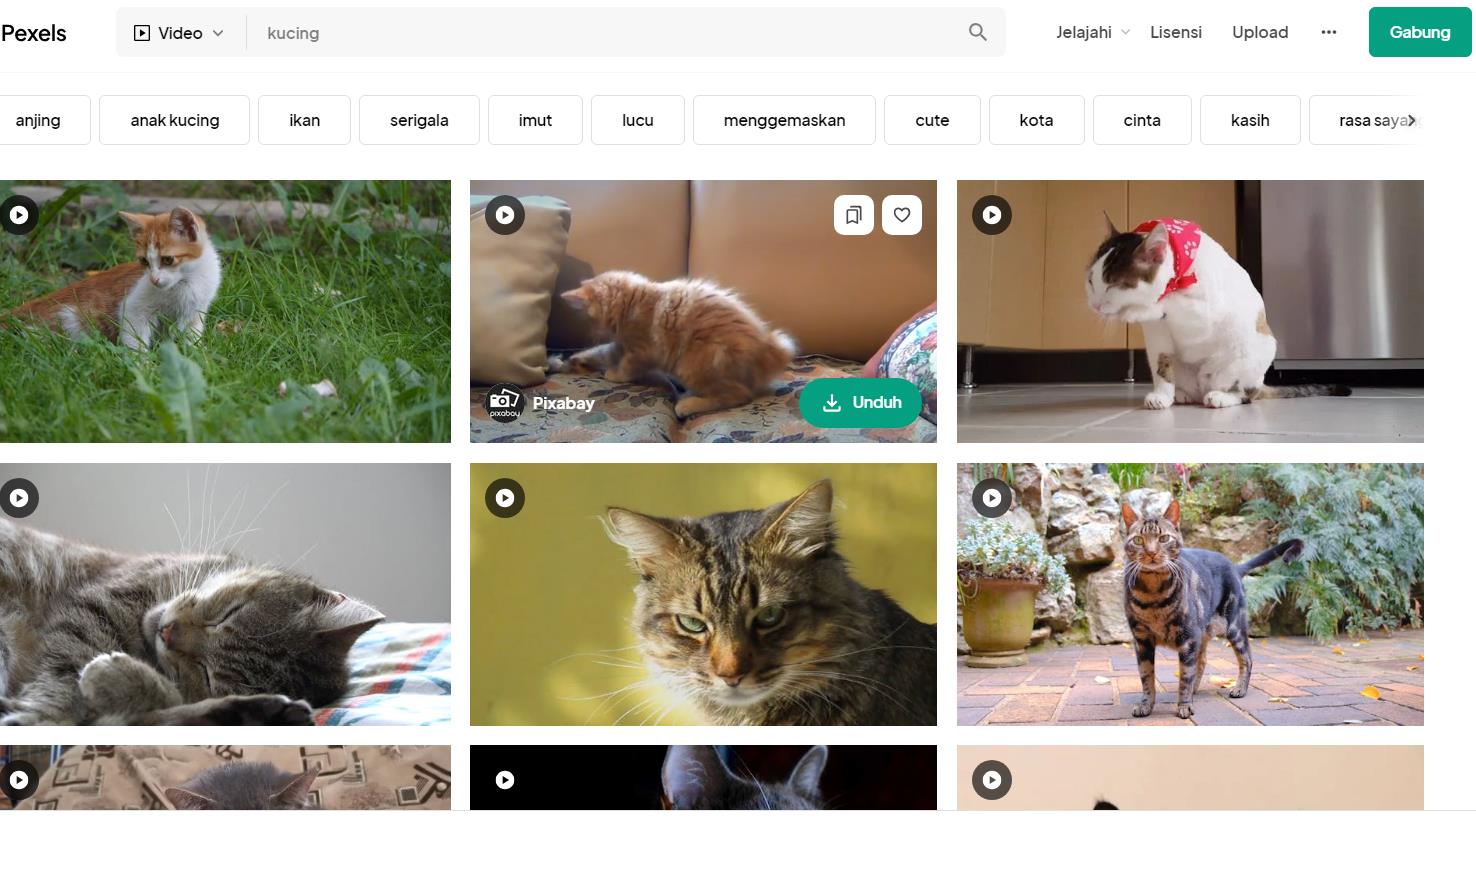 Pexels
Video
kucing
Jelajahi
Lisensi
Upload
Gabung
anjing
anak kucing
ikan
serigala
imut
lucu
menggemaskan
cute
kota
cinta
kasih
rasa sayang
pixabay
Pixabay
Unduh